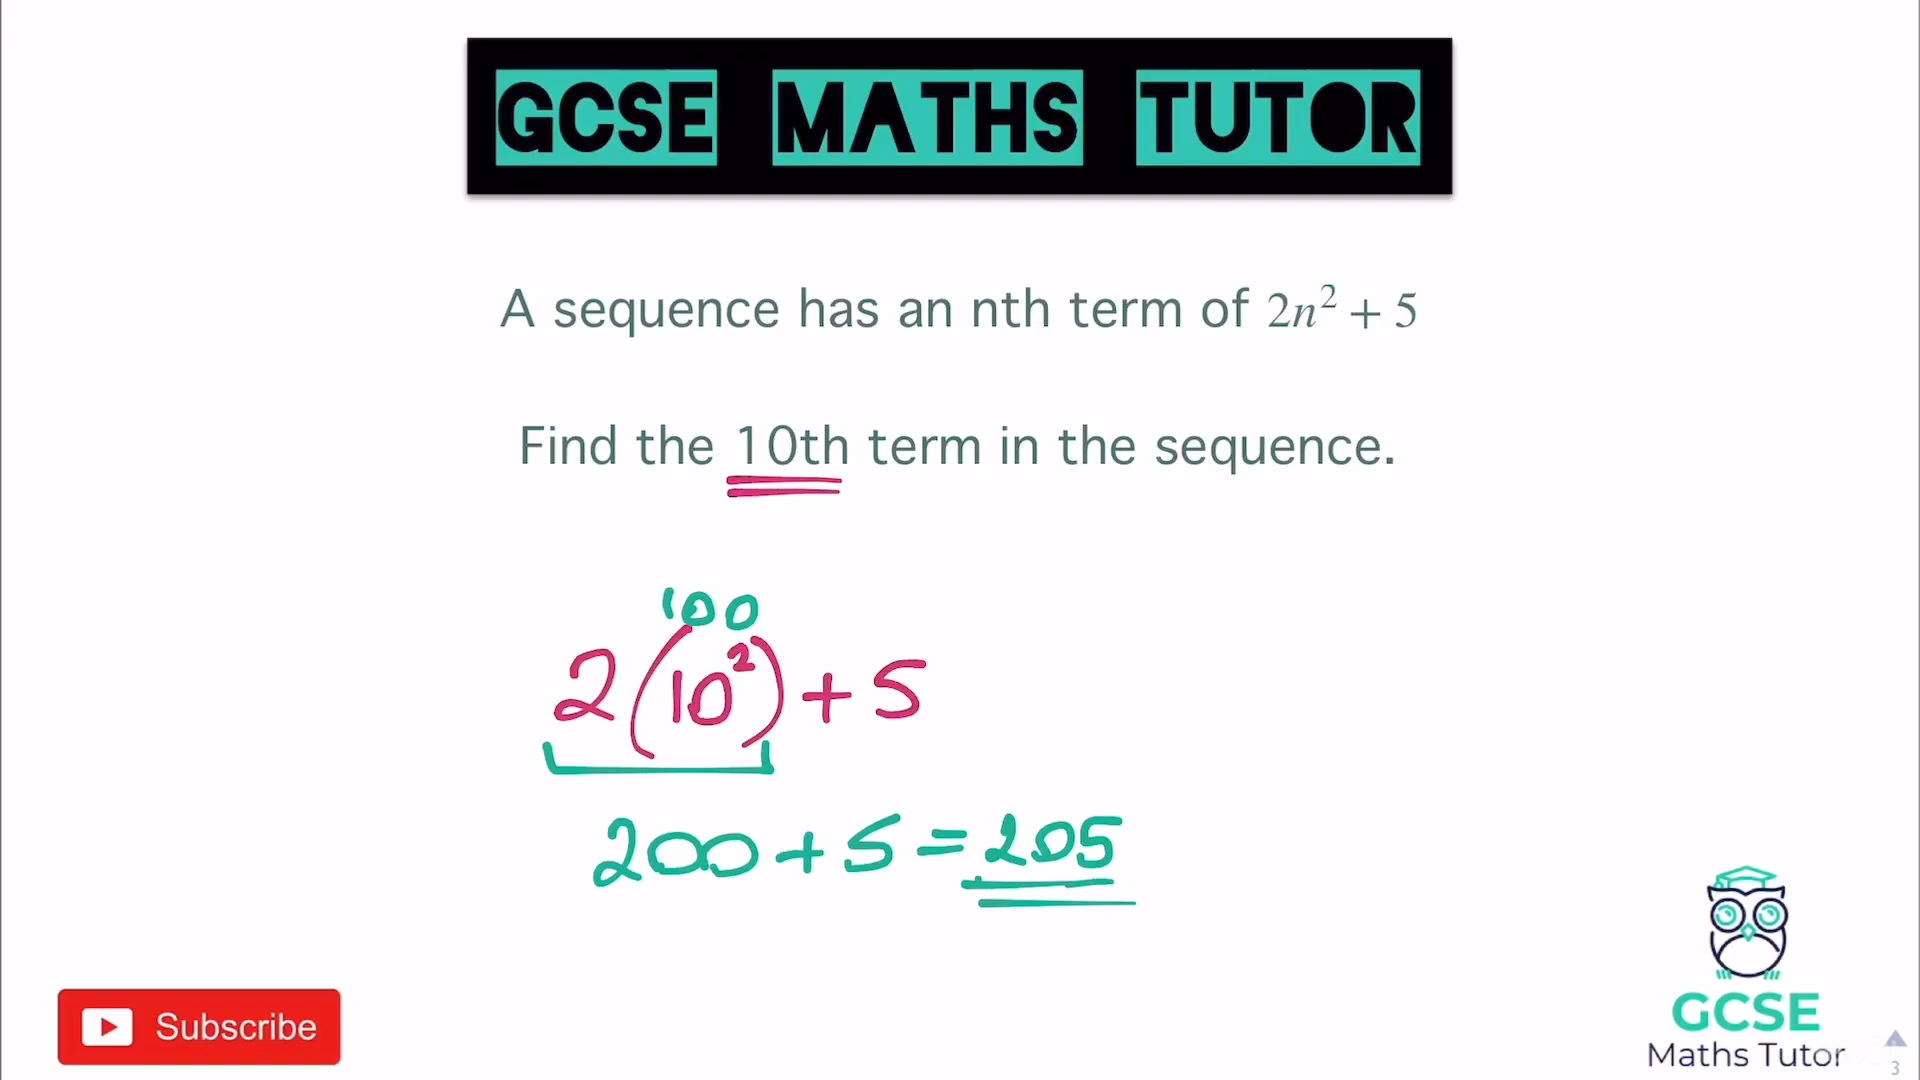 GCSE MATHS TUTOR
A sequence has an nth term of 2n² + 5
Find the 10th term in the sequence.
100
2(10²)+5
200+5=205
Subscribe
GCSE
Maths Tutor
3